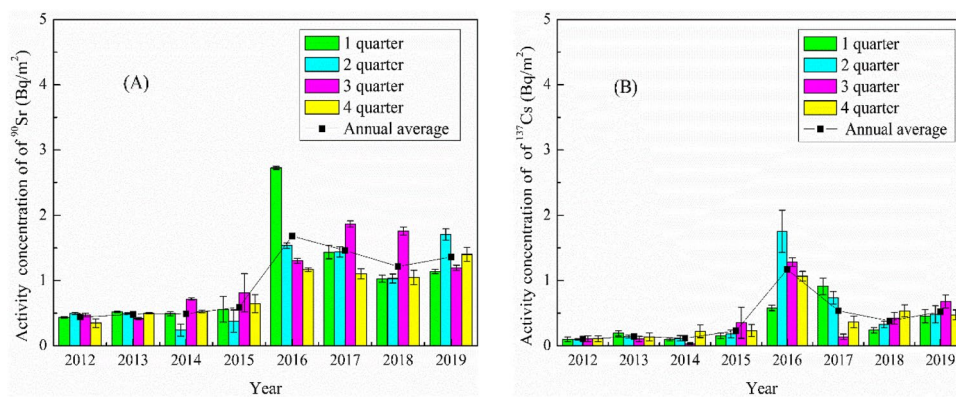 Activity concentration of of ⁹⁰Sr (Bq/m²)
5
4
3
2
1
0
(A)
1 quarter
2 quarter
3 quarter
4 quarter
Annual average
2012 2013 2014 2015 2016 2017 2018 2019
Year
Activity concentration of of ¹³⁷Cs (Bq/m²)
5
4
3
2
1
0
(B)
1 quarter
2 quarter
3 quarter
4 quarter
Annual average
2012 2013 2014 2015 2016 2017 2018 2019
Year